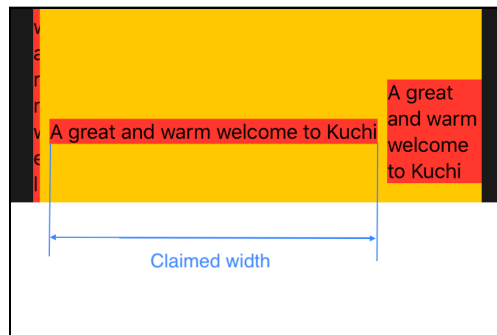 A great and warm welcome to Kuchi
A great
and warm
welcome
to Kuchi
Claimed width